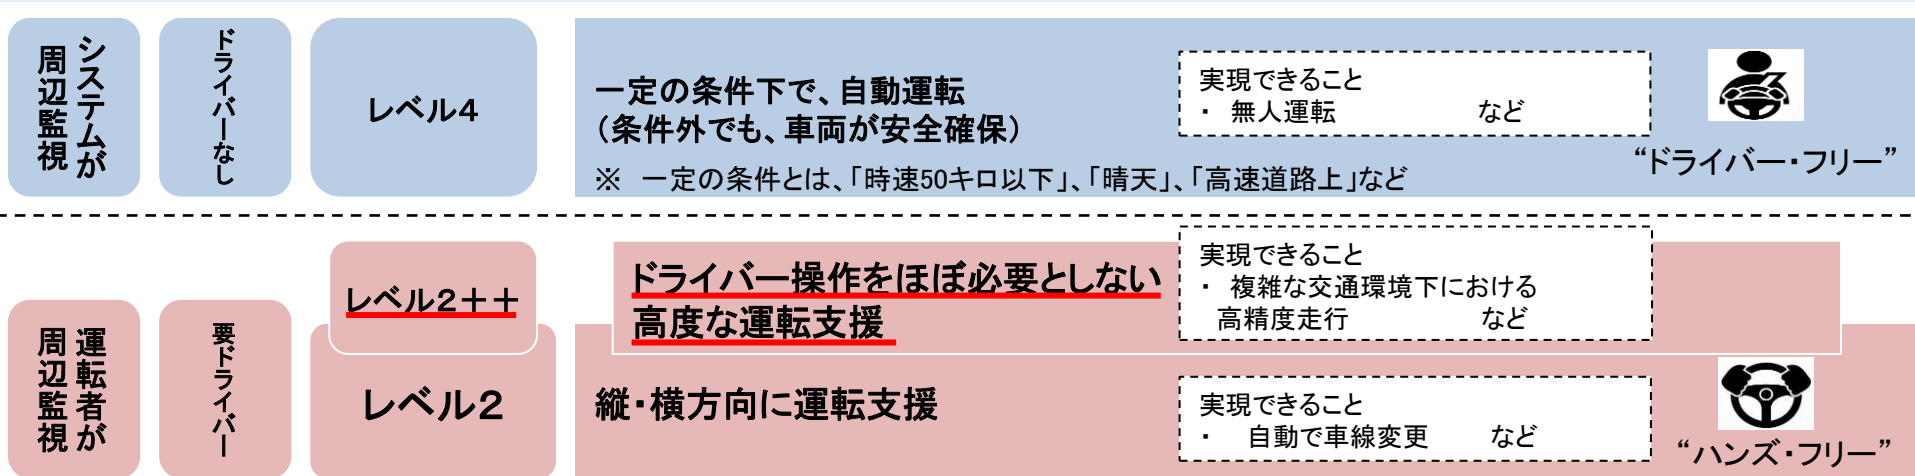 システムが
周辺監視
ドライバーなし
レベル4
一定の条件下で、自動運転
(条件外でも、車両が安全確保)
※ 一定の条件とは、「時速50キロ以下」、「晴天」、「高速道路上」など
実現できること
・ 無人運転 など
“ドライバー・フリー”
運転者が
周辺監視
要ドライバー
レベル2++
ドライバー操作をほぼ必要としない
高度な運転支援
実現できること
・ 複雑な交通環境下における
高精度走行 など
レベル2
縦・横方向に運転支援
実現できること
・ 自動で車線変更 など
“ハンズ・フリー”